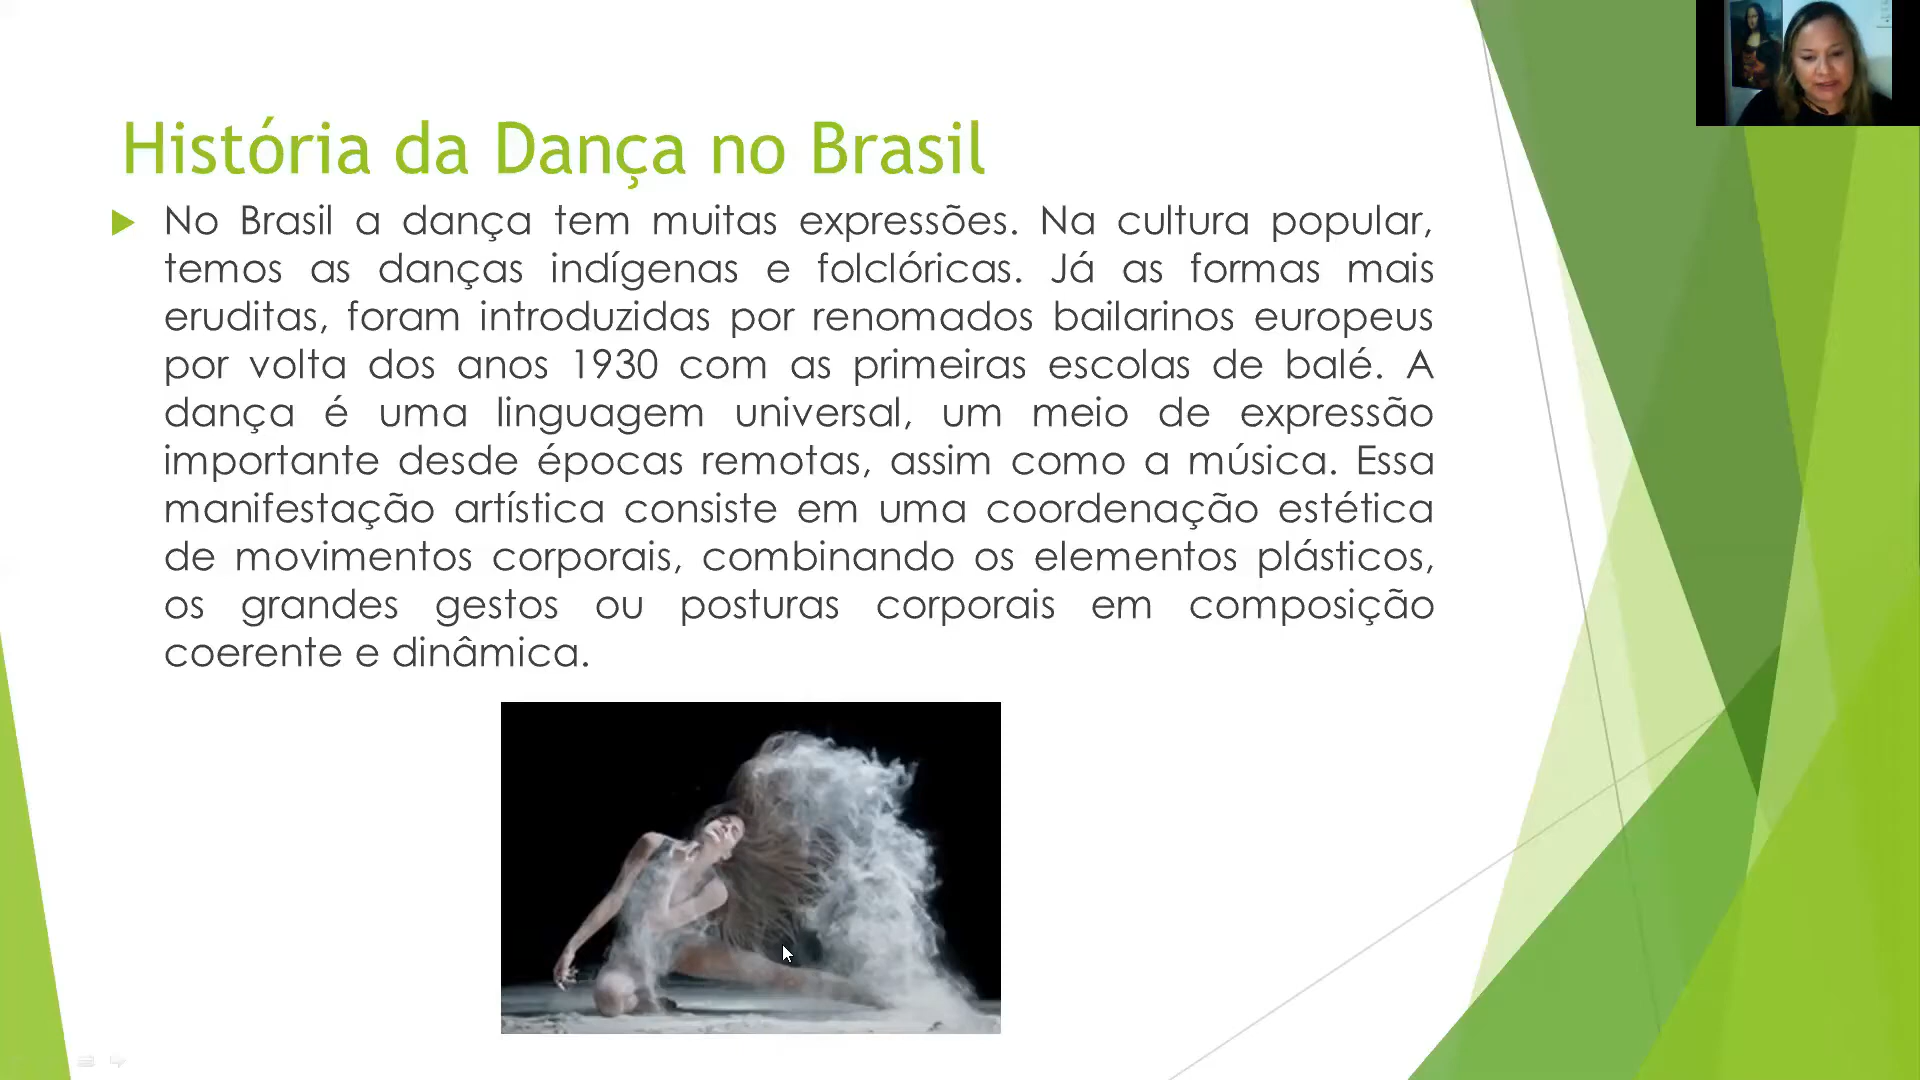 História da Dança no Brasil
No Brasil a dança tem muitas expressões. Na cultura popular,
temos as danças indígenas e folclóricas. Já as formas mais
eruditas, foram introduzidas por renomados bailarinos europeus
por volta dos anos 1930 com as primeiras escolas de balé. A
dança é uma linguagem universal, um meio de expressão
importante desde épocas remotas, assim como a música. Essa
manifestação artística consiste em uma coordenação estética
de movimentos corporais, combinando os elementos plásticos,
os grandes gestos ou posturas corporais em composição
coerente e dinâmica.